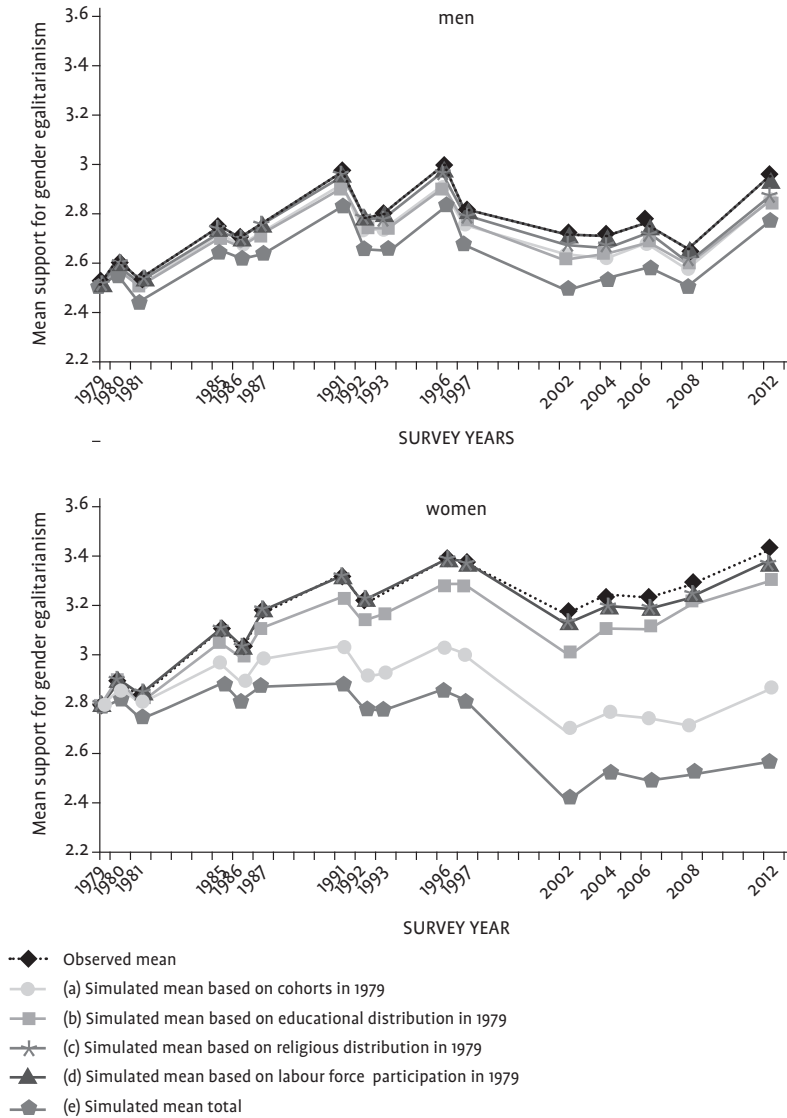 men
Mean support for gender egalitarianism
3.6
3.4
3.2
3
2.8
2.6
2.4
2.2
1979 1980 1981 1985 1986 1987 1991 1992 1993 1996 1997 2002 2004 2006 2008 2012
–
SURVEY YEARS
women
Mean support for gender egalitarianism
3.6
3.4
3.2
3
2.8
2.6
2.4
2.2
1979 1980 1981 1985 1986 1987 1991 1992 1993 1996 1997 2002 2004 2006 2008 2012
SURVEY YEAR
Observed mean
(a) Simulated mean based on cohorts in 1979
(b) Simulated mean based on educational distribution in 1979
(c) Simulated mean based on religious distribution in 1979
(d) Simulated mean based on labour force participation in 1979
(e) Simulated mean total